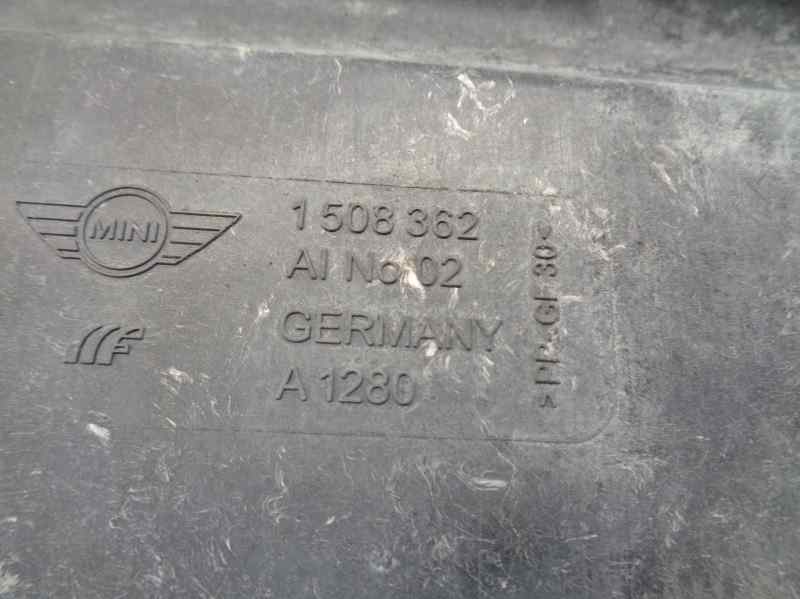 MINI
1 508 362
AI No 02
GERMANY
A 1280
>PP-GF30<